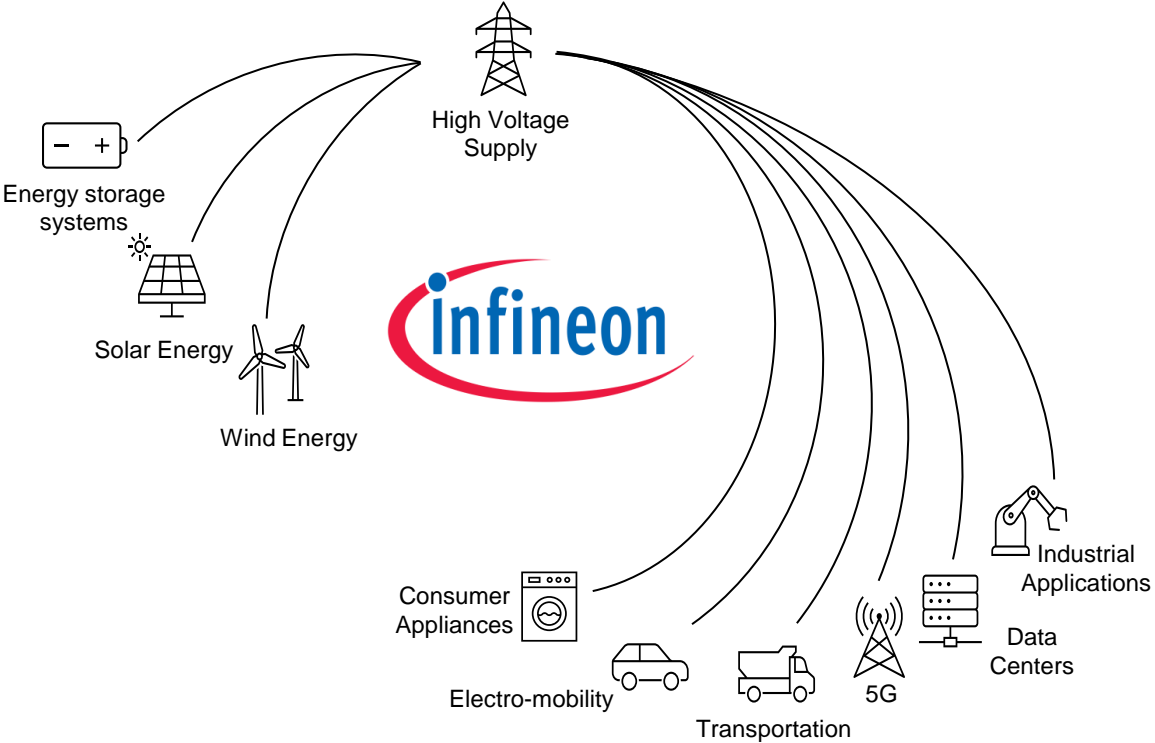 High Voltage
Supply
Energy storage
systems
Solar Energy
Wind Energy
infineon
Consumer
Appliances
Electro-mobility
Transportation
5G
Data
Centers
Industrial
Applications